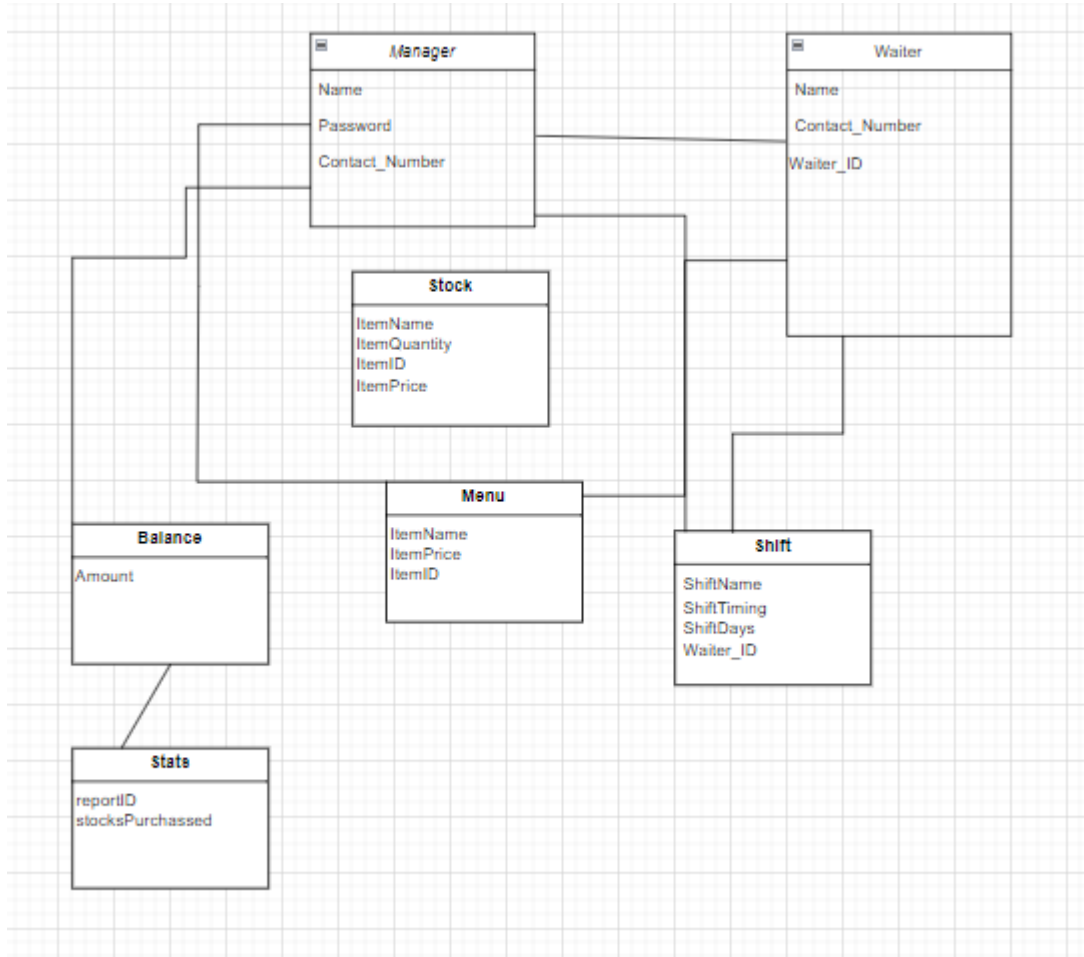 Manager
Name
Password
Contact_Number
Waiter
Name
Contact_Number
Waiter_ID
Stock
ItemName
ItemQuantity
ItemID
ItemPrice
Menu
ItemName
ItemPrice
ItemID
Balance
Amount
Shift
ShiftName
ShiftTiming
ShiftDays
Waiter_ID
Stats
reportID
stocksPurchassed